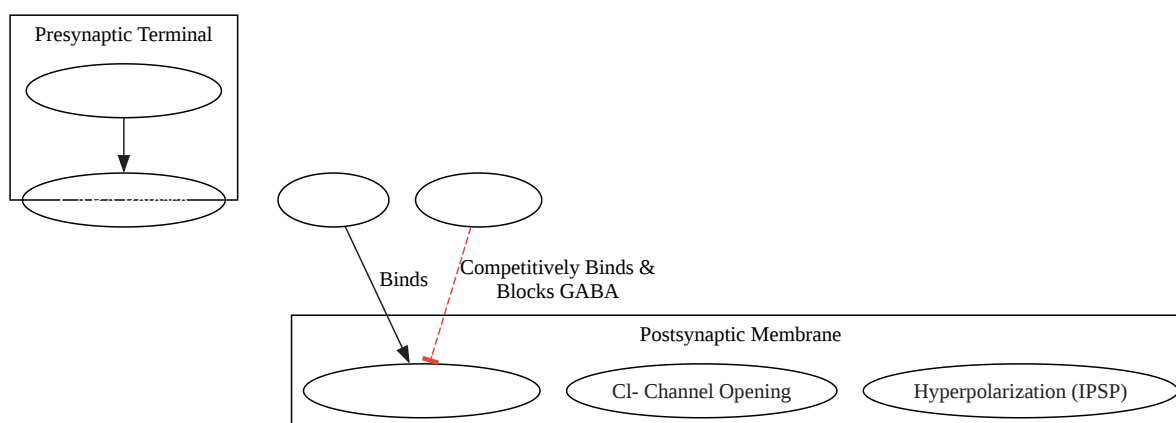 Presynaptic Terminal
Binds
Competitively Binds &
Blocks GABA
Postsynaptic Membrane
Cl- Channel Opening
Hyperpolarization (IPSP)